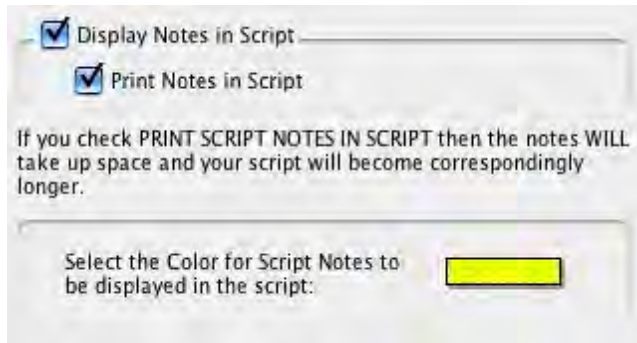 Display Notes in Script
Print Notes in Script
If you check PRINT SCRIPT NOTES IN SCRIPT then the notes WILL
take up space and your script will become correspondingly
longer.
Select the Color for Script Notes to
be displayed in the script: